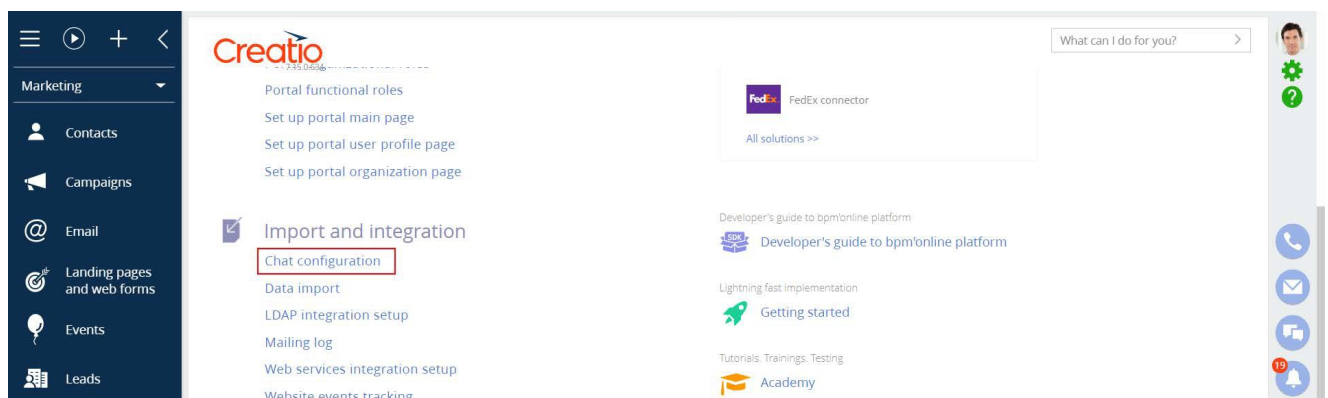 Creatio
What can I do for you?
Marketing
Contacts
Campaigns
Email
Landing pages
and web forms
Events
Leads
Portal functional roles
Set up portal main page
Set up portal user profile page
Set up portal organization page
Import and integration
Chat configuration
Data import
LDAP integration setup
Mailing log
Web services integration setup
Website events tracking
FedEx
FedEx connector
All solutions >>
Developer's guide to bpm'online platform
SDK
Developer's guide to bpm'online platform
Lightning fast implementation
Getting started
Tutorials. Trainings. Testing
Academy
19